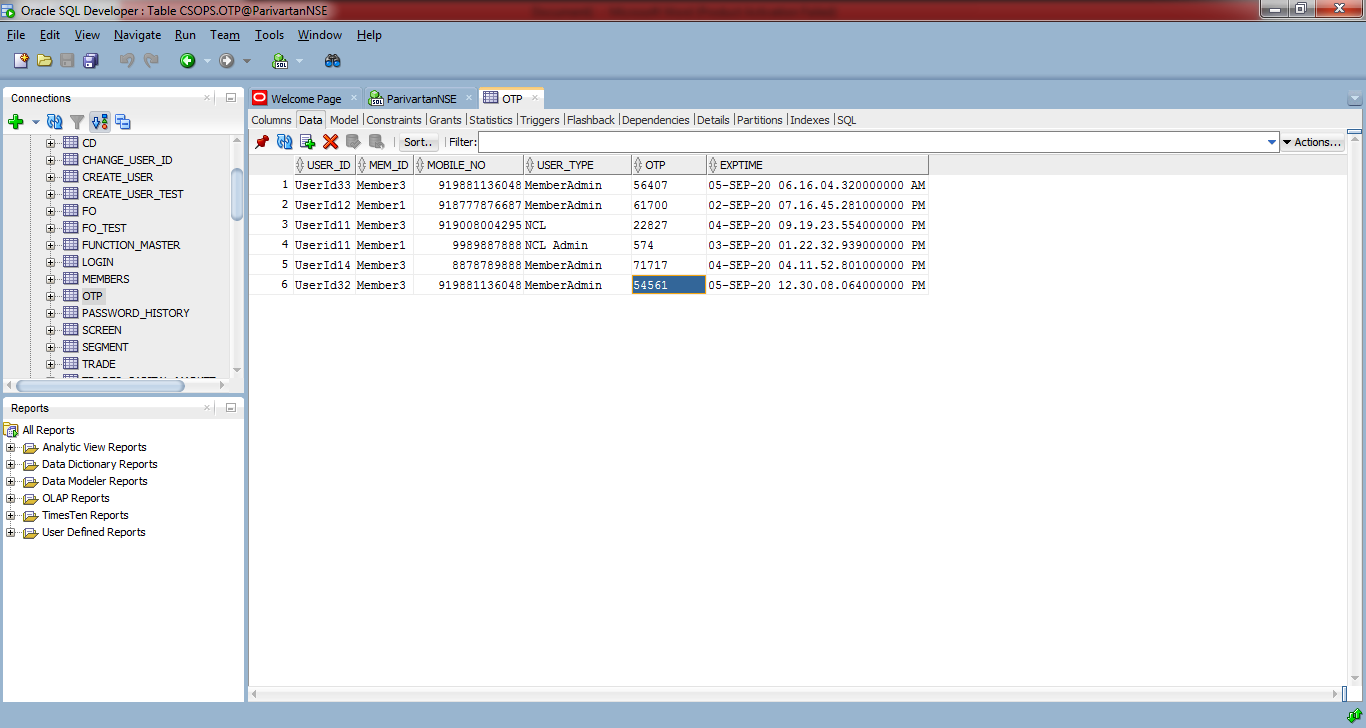 Oracle SQL Developer : Table CSOPS.OTP@ParivartanNSE
File Edit View Navigate Run Team Tools Window Help
Connections
CD
CHANGE_USER_ID
CREATE_USER
CREATE_USER_TEST
FO
FO_TEST
FUNCTION_MASTER
LOGIN
MEMBERS
OTP
PASSWORD_HISTORY
SCREEN
SEGMENT
TRADE
Reports
All Reports
Analytic View Reports
Data Dictionary Reports
Data Modeler Reports
OLAP Reports
TimesTen Reports
User Defined Reports
Welcome Page ParivartanNSE OTP
Columns Data Model Constraints Grants Statistics Triggers Flashback Dependencies Details Partitions Indexes SQL
Sort.. Filter: Actions...
USER_ID MEM_ID MOBILE_NO USER_TYPE OTP EXPTIME
1 UserId33 Member3 919881136048 MemberAdmin 56407 05-SEP-20 06.16.04.320000000 AM
2 UserId12 Member1 918777876687 MemberAdmin 61700 02-SEP-20 07.16.45.281000000 PM
3 UserId11 Member3 919008004295 NCL 22827 04-SEP-20 09.19.23.554000000 PM
4 Userid11 Member1 9989887888 NCL Admin 574 03-SEP-20 01.22.32.939000000 PM
5 UserId14 Member3 8878789888 MemberAdmin 71717 04-SEP-20 04.11.52.801000000 PM
6 UserId32 Member3 919881136048 MemberAdmin 54561 05-SEP-20 12.30.08.064000000 PM